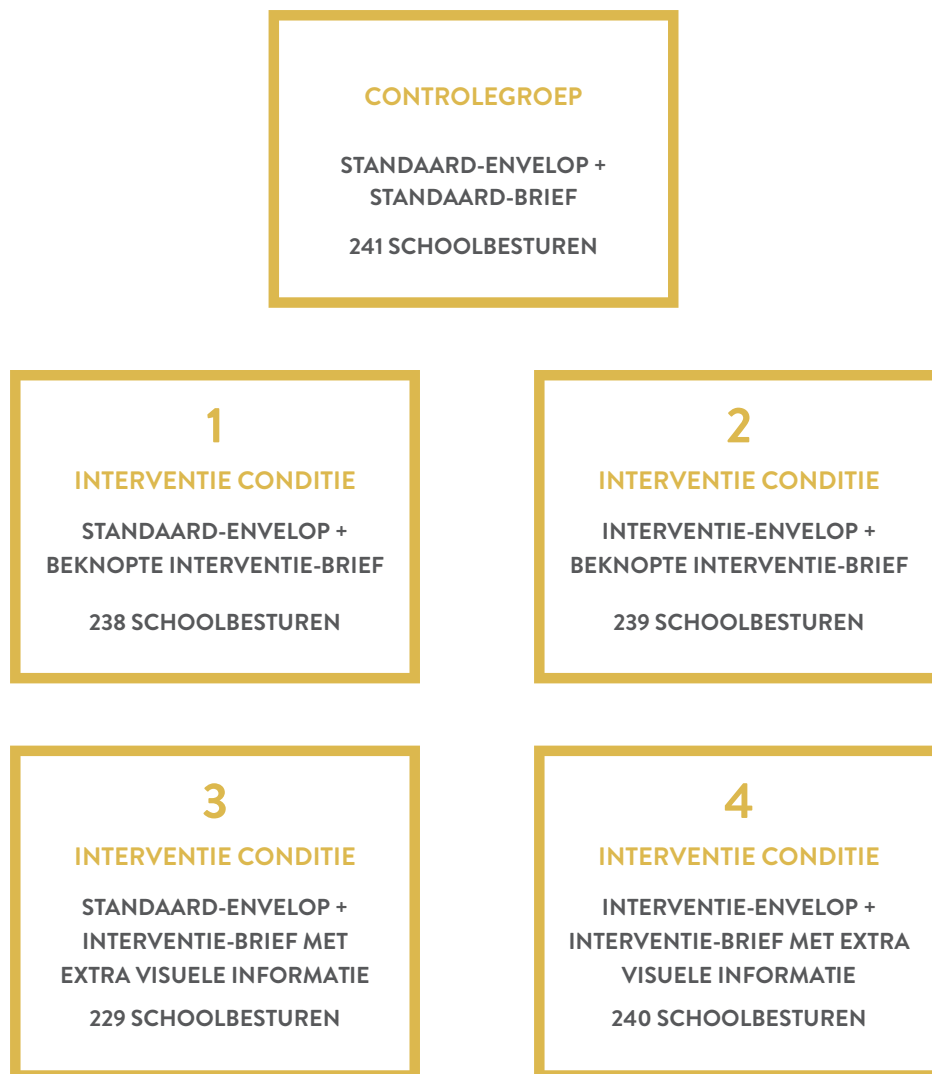 CONTROLEGROEP
STANDAARD-ENVELOP +
STANDAARD-BRIEF
241 SCHOOLBESTUREN
1
INTERVENTIE CONDITIE
STANDAARD-ENVELOP +
BEKNOPTE INTERVENTIE-BRIEF
238 SCHOOLBESTUREN
2
INTERVENTIE CONDITIE
INTERVENTIE-ENVELOP +
BEKNOPTE INTERVENTIE-BRIEF
239 SCHOOLBESTUREN
3
INTERVENTIE CONDITIE
STANDAARD-ENVELOP +
INTERVENTIE-BRIEF MET
EXTRA VISUELE INFORMATIE
229 SCHOOLBESTUREN
4
INTERVENTIE CONDITIE
INTERVENTIE-ENVELOP +
INTERVENTIE-BRIEF MET EXTRA
VISUELE INFORMATIE
240 SCHOOLBESTUREN